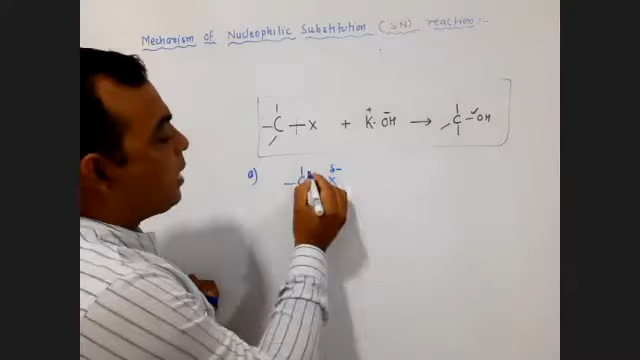 Mechanism of Nucleophilic Substitution (SN) reaction :-
-C-X + K⁺ ⁻OH → C-OH
a) -C X δ-